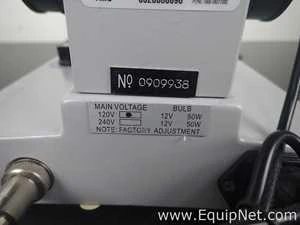 Nº 0909938
MAIN VOLTAGE BULB
120V 12V 50W
240V 12V 50W
NOTE: FACTORY ADJUSTMENT
www.EquipNet.com